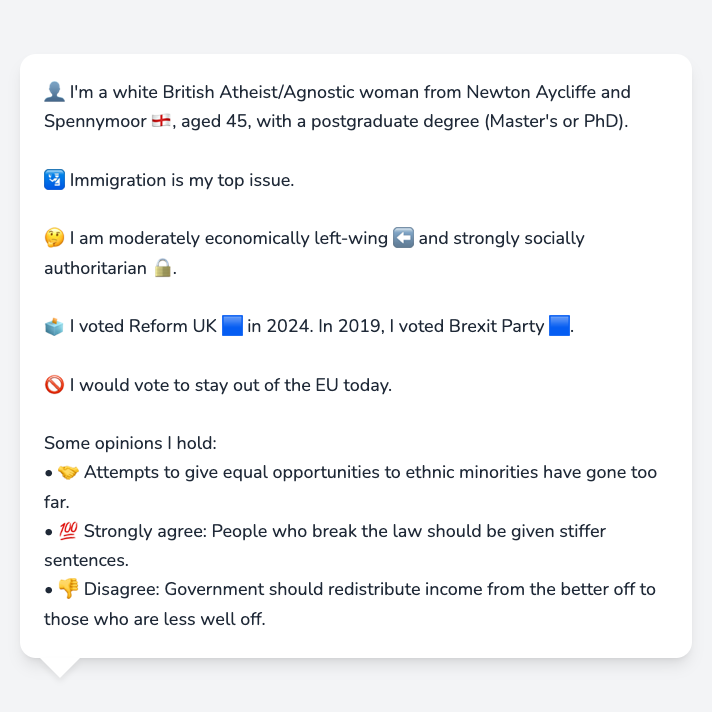 👤 I'm a white British Atheist/Agnostic woman from Newton Aycliffe and
Spennymoor 🏴󠁧󠁢󠁥󠁮󠁧󠁿, aged 45, with a postgraduate degree (Master's or PhD).
🛂 Immigration is my top issue.
🤔 I am moderately economically left-wing ⬅️ and strongly socially
authoritarian 🔒.
🗳️ I voted Reform UK 🟦 in 2024. In 2019, I voted Brexit Party 🟦.
🚫 I would vote to stay out of the EU today.
Some opinions I hold:
• 🤝 Attempts to give equal opportunities to ethnic minorities have gone too
far.
• 💯 Strongly agree: People who break the law should be given stiffer
sentences.
• 👎 Disagree: Government should redistribute income from the better off to
those who are less well off.